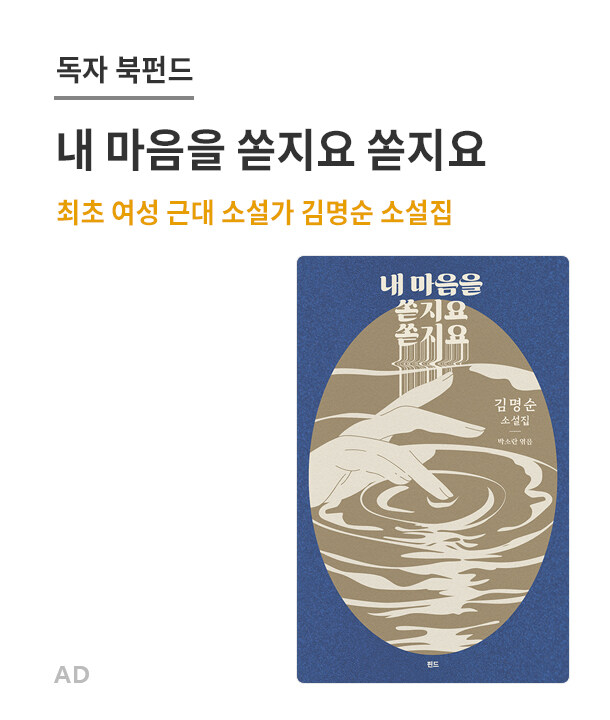 독자 북펀드
내 마음을 쏟지요 쏟지요
최초 여성 근대 소설가 김명순 소설집
내 마음을
쏟지요
쏟지요
김명순
소설집
박소란 엮음
핀드
AD